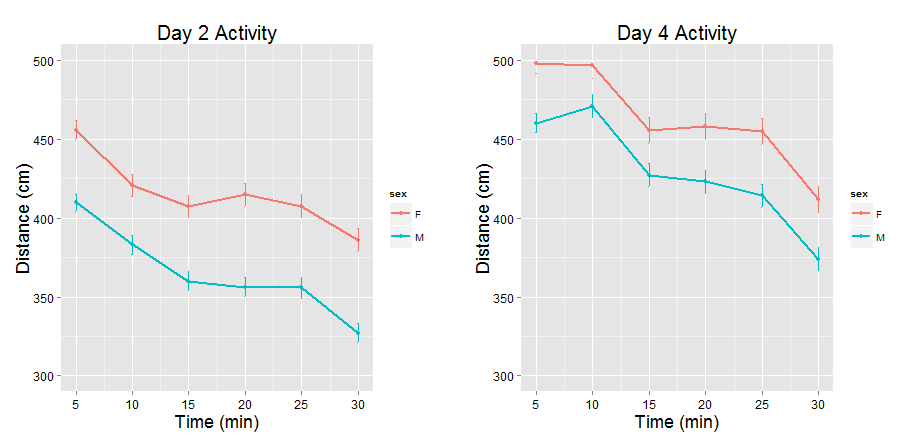 Day 2 Activity
500
450
400
350
300
Distance (cm)
5 10 15 20 25 30
Time (min)
sex
F
M
Day 4 Activity
500
450
400
350
300
Distance (cm)
5 10 15 20 25 30
Time (min)
sex
F
M